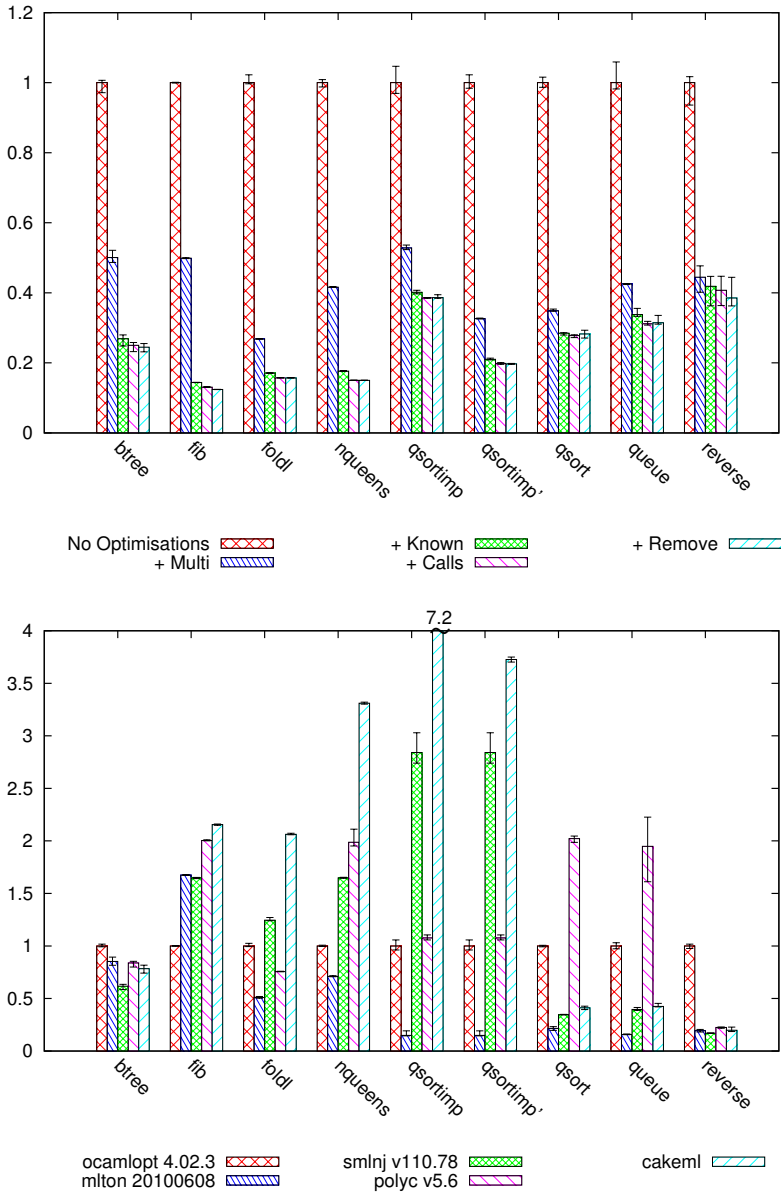 1.2
1
0.8
0.6
0.4
0.2
0
btree
fib
foldl
nqueens
qsortimp
qsortimp'
qsort
queue
reverse
No Optimisations
+ Multi
+ Known
+ Calls
+ Remove
7.2
4
3.5
3
2.5
2
1.5
1
0.5
0
btree
fib
foldl
nqueens
qsortimp
qsortimp'
qsort
queue
reverse
ocamlopt 4.02.3
mlton 20100608
smlnj v110.78
polyc v5.6
cakeml